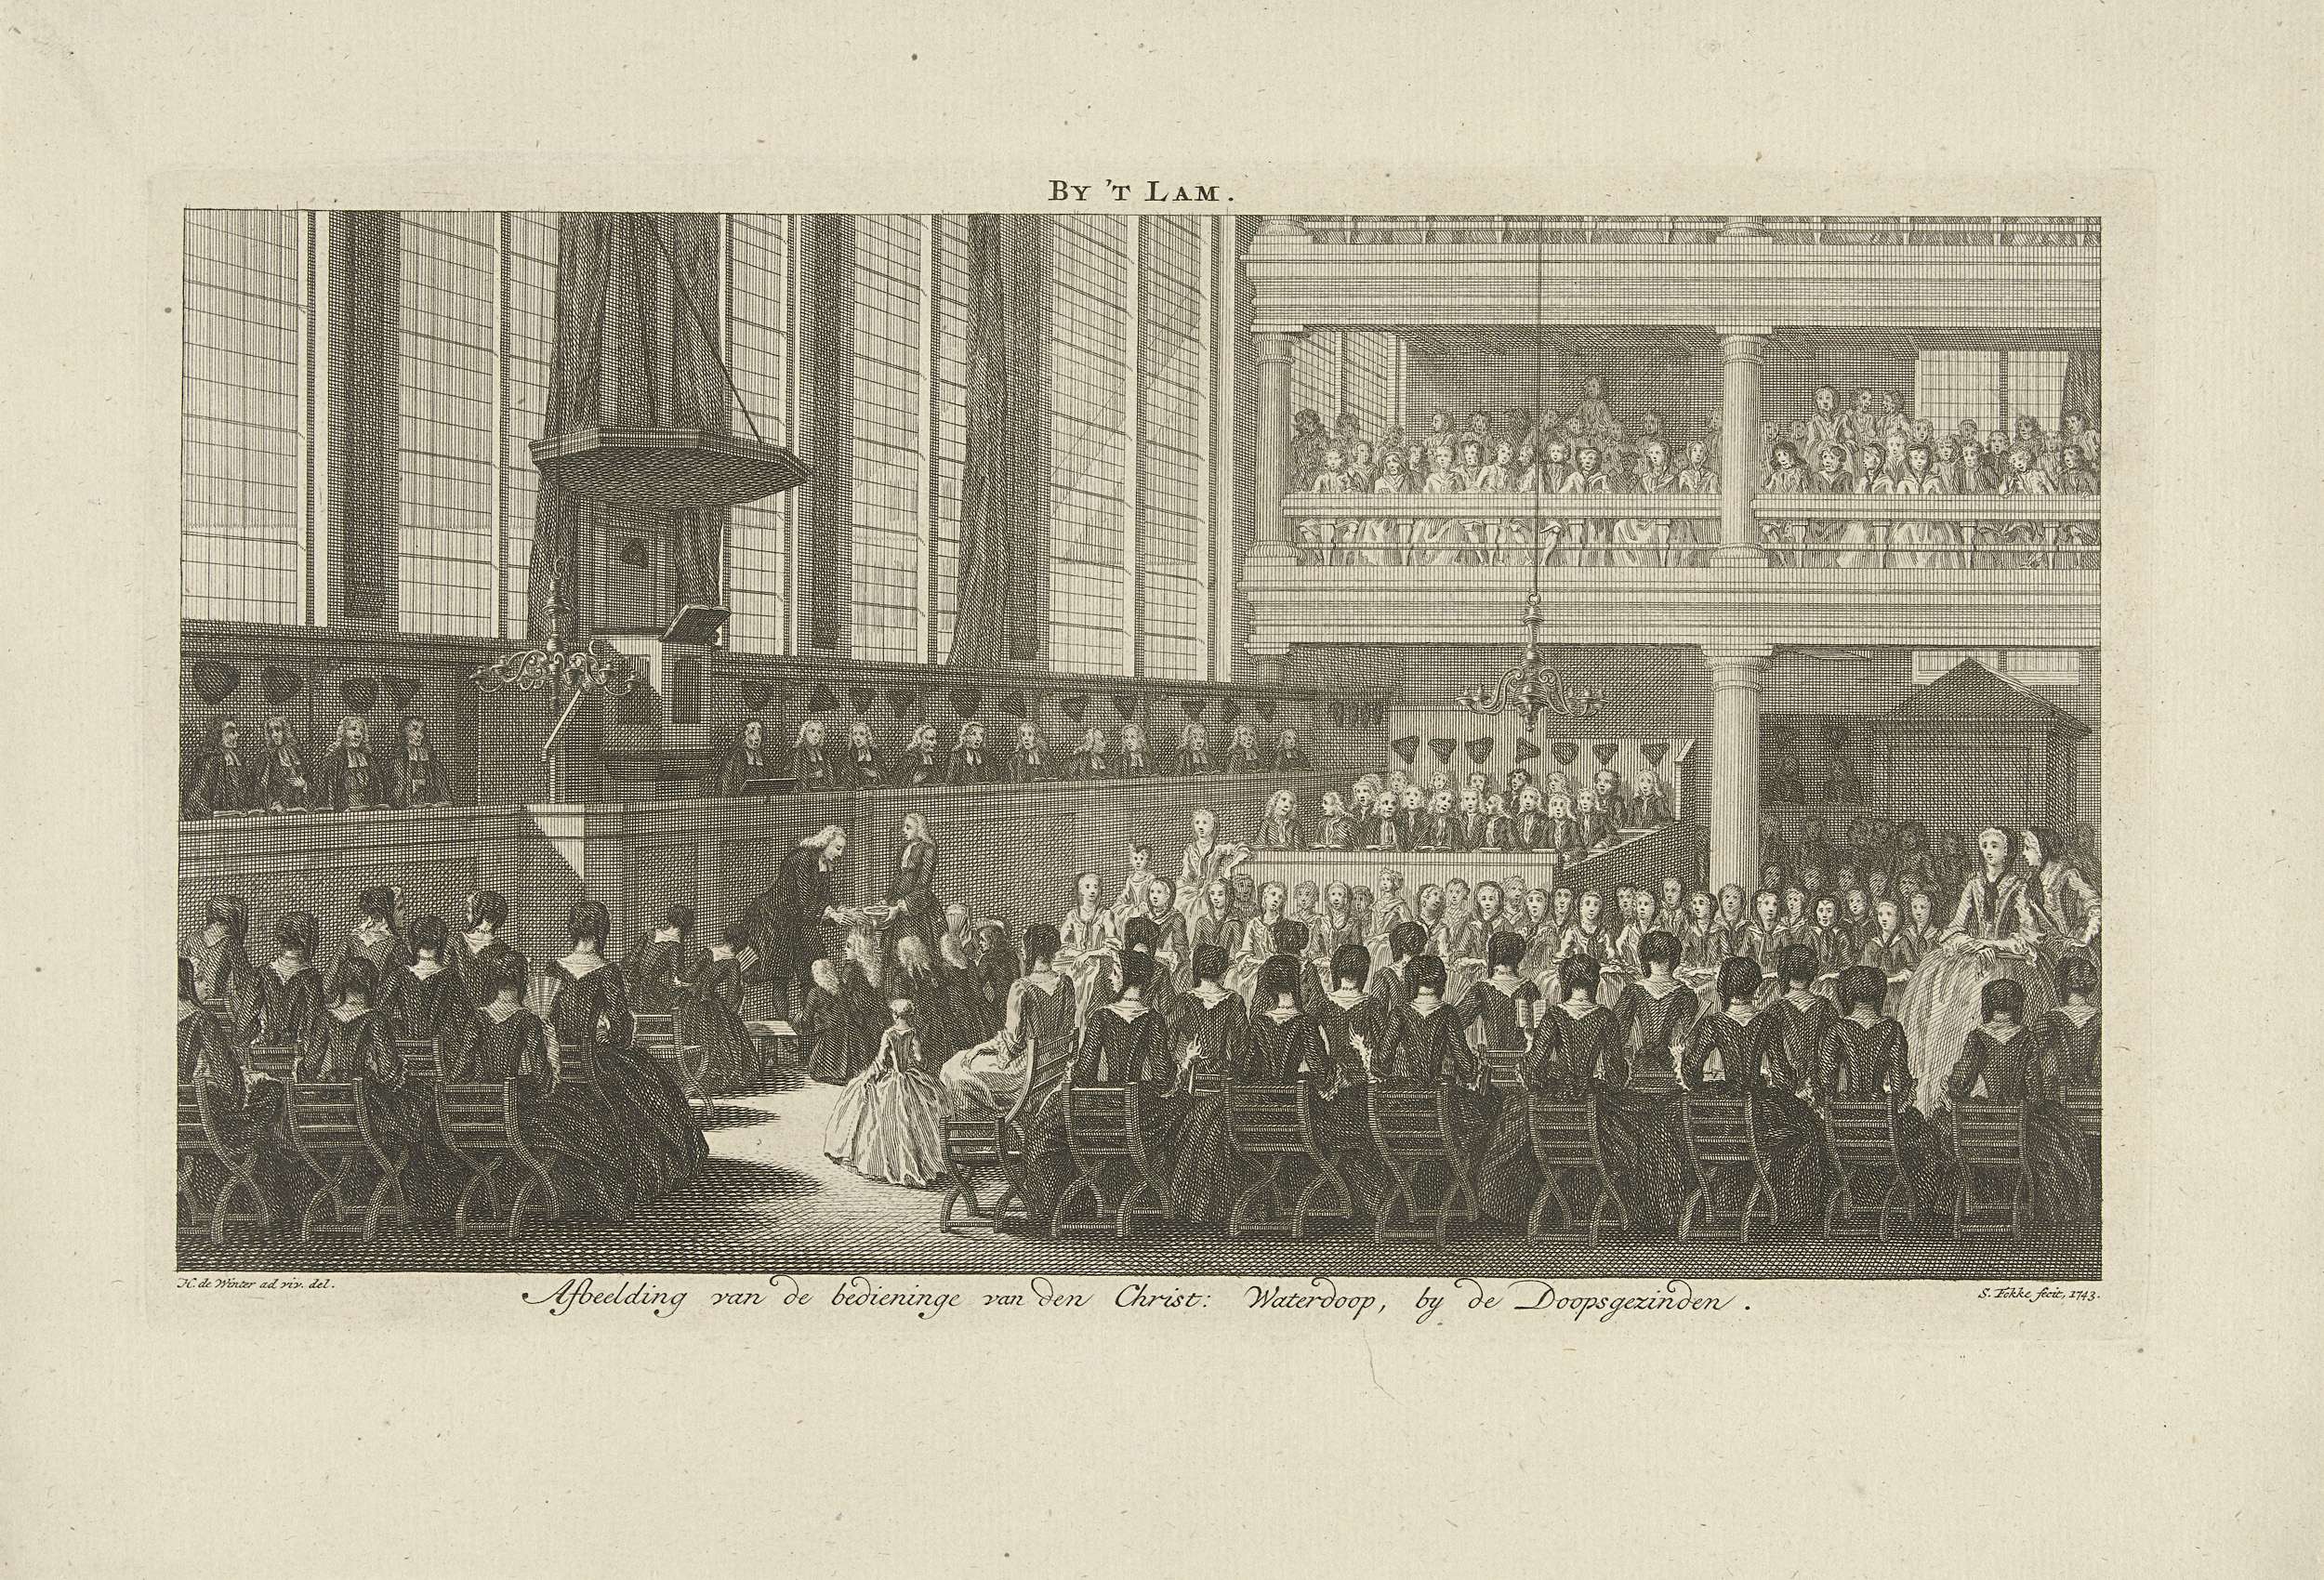 BY 'T LAM.
H. de Winter ad viv. del.
Afbeelding van de bedieninge van den Christ: Waterdoop, by de Doopsgezinden.
S. Fokke fecit, 1743.